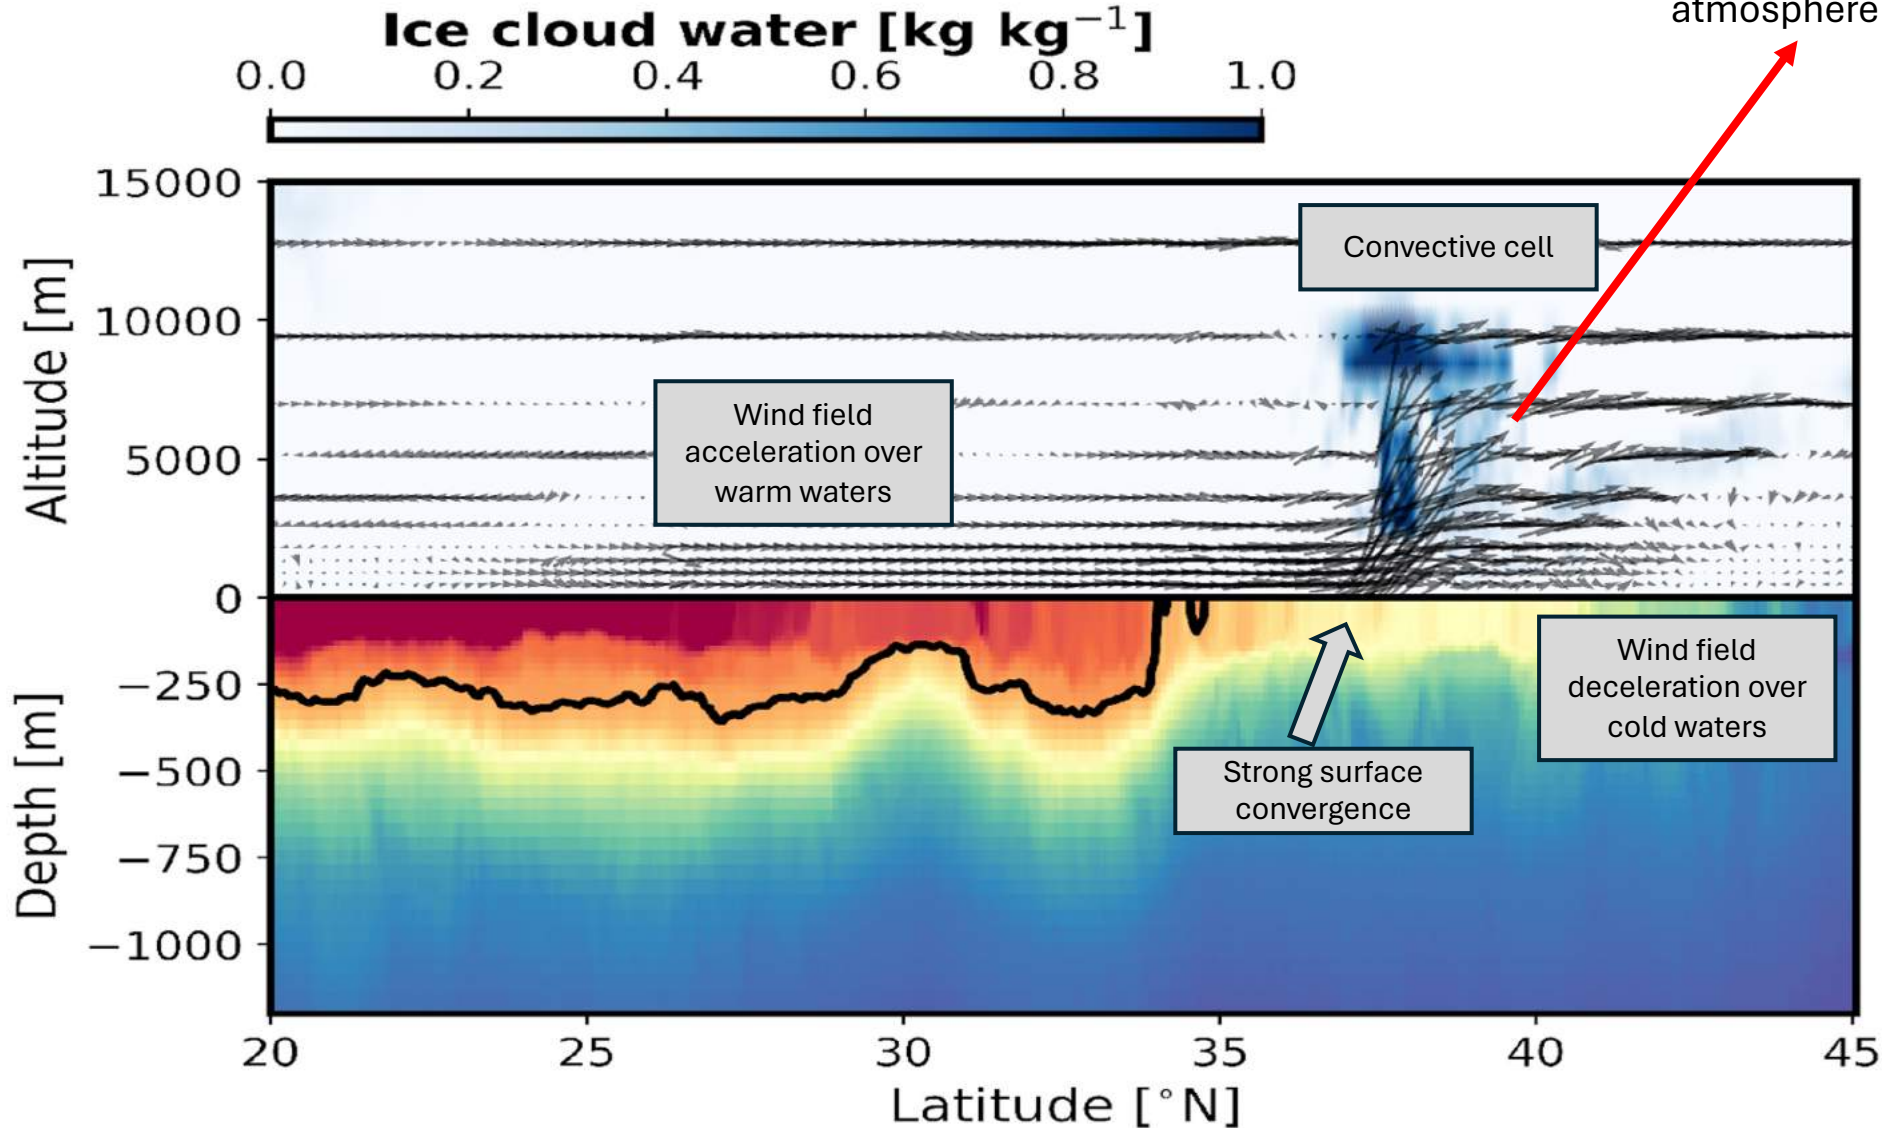 atmosphere
Ice cloud water [kg kg⁻¹]
0.0 0.2 0.4 0.6 0.8 1.0
15000
10000
5000
0
Altitude [m]
Convective cell
Wind field
acceleration over
warm waters
−250
−500
−750
−1000
Depth [m]
Wind field
deceleration over
cold waters
Strong surface
convergence
20 25 30 35 40 45
Latitude [°N]